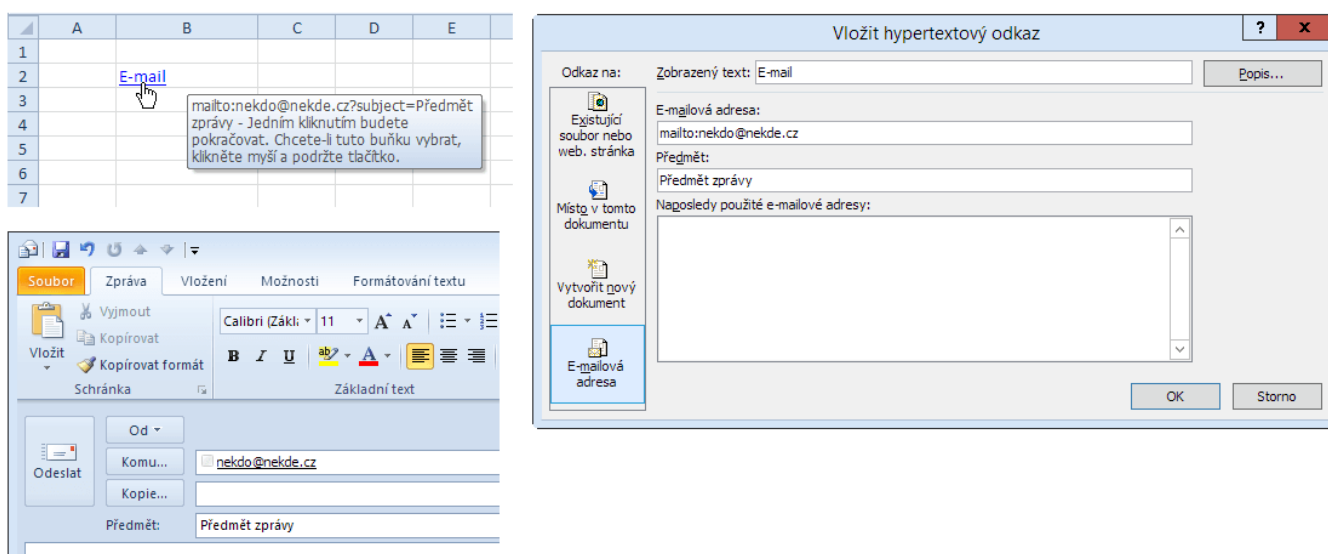 A B C D E
1
2 E-mail
3
4
5
6
7
mailto:nekdo@nekde.cz?subject=Předmět
zprávy - Jedním kliknutím budete
pokračovat. Chcete-li tuto buňku vybrat,
klikněte myší a podržte tlačítko.
Soubor Zpráva Vložení Možnosti Formátování textu
Vložit
Vyjmout
Kopírovat
Kopírovat formát
Schránka
Calibri (Zákl: 11 A A
B I U ab A
Základní text
Odeslat
Od
Komu... nekdo@nekde.cz
Kopie...
Předmět: Předmět zprávy
Vložit hypertextový odkaz ? x
Odkaz na:
Zobrazený text: E-mail
Popis...
Existující
soubor nebo
web. stránka
Místo v tomto
dokumentu
Vytvořit nový
dokument
E-mailová
adresa
E-mailová adresa:
mailto:nekdo@nekde.cz
Předmět:
Předmět zprávy
Naposledy použité e-mailové adresy:
OK Storno